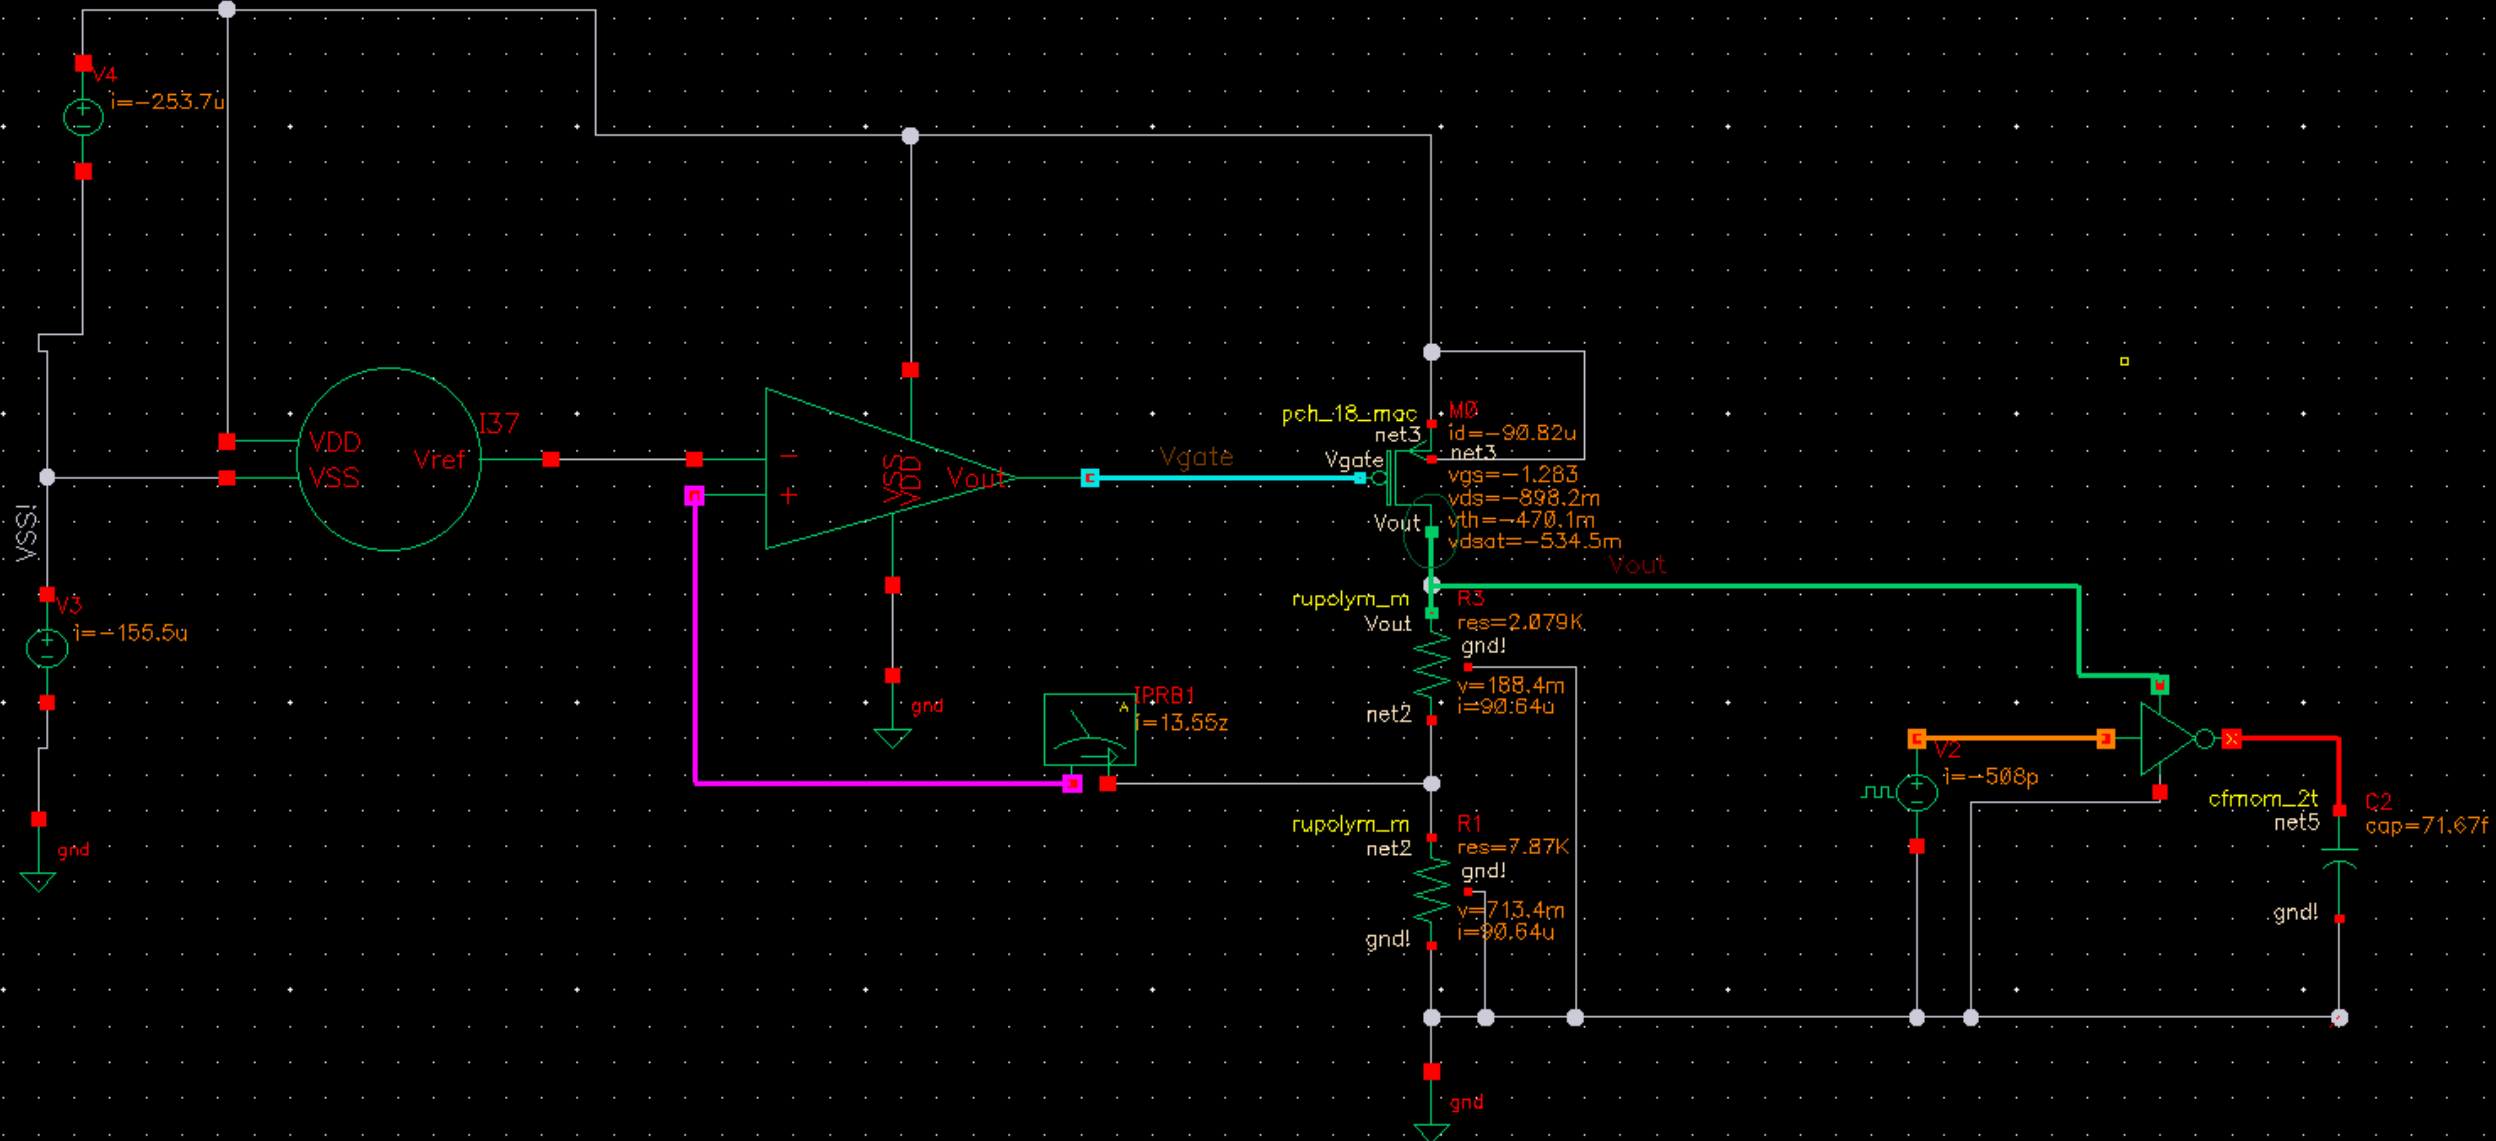 V4
i=-253.7u
I37
VDD
VSS
Vref
VSS!
V3
i=-155.5u
gnd
-
+
VSS
VDD
Vout
gnd
Vgate
IPRB1
A
i=13.55z
pch_18_mac
M0
net3
id=-90.82u
net3
Vgate
vgs=-1.283
vds=-898.2m
Vout
vth=-470.1m
vdsat=-534.5m
Vout
rupolym_m
R3
Vout
res=2.079K
gnd!
v=188.4m
i=90.64u
net2
rupolym_m
R1
net2
res=7.87K
gnd!
v=713.4m
i=90.64u
gnd!
gnd
V2
i=-508p
cfmom_2t
C2
net5
cap=71.67f
gnd!